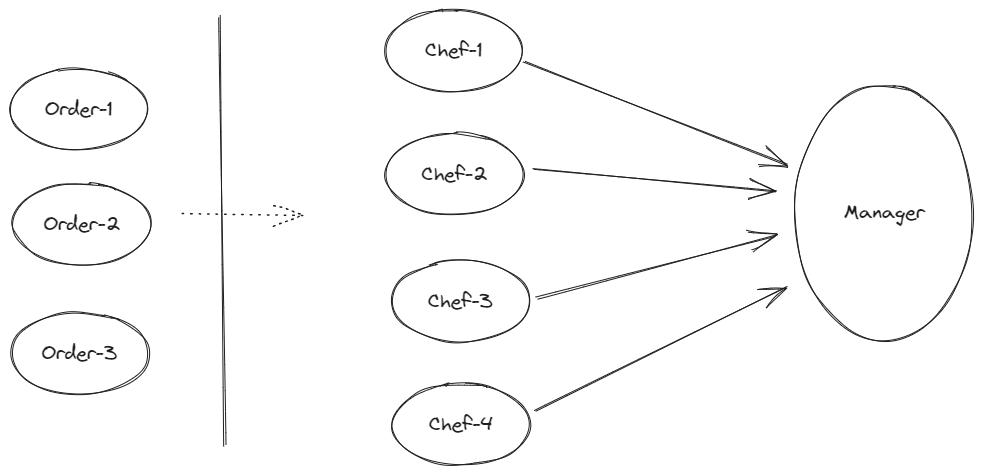 Order-1
Order-2
Order-3
Chef-1
Chef-2
Chef-3
Chef-4
Manager